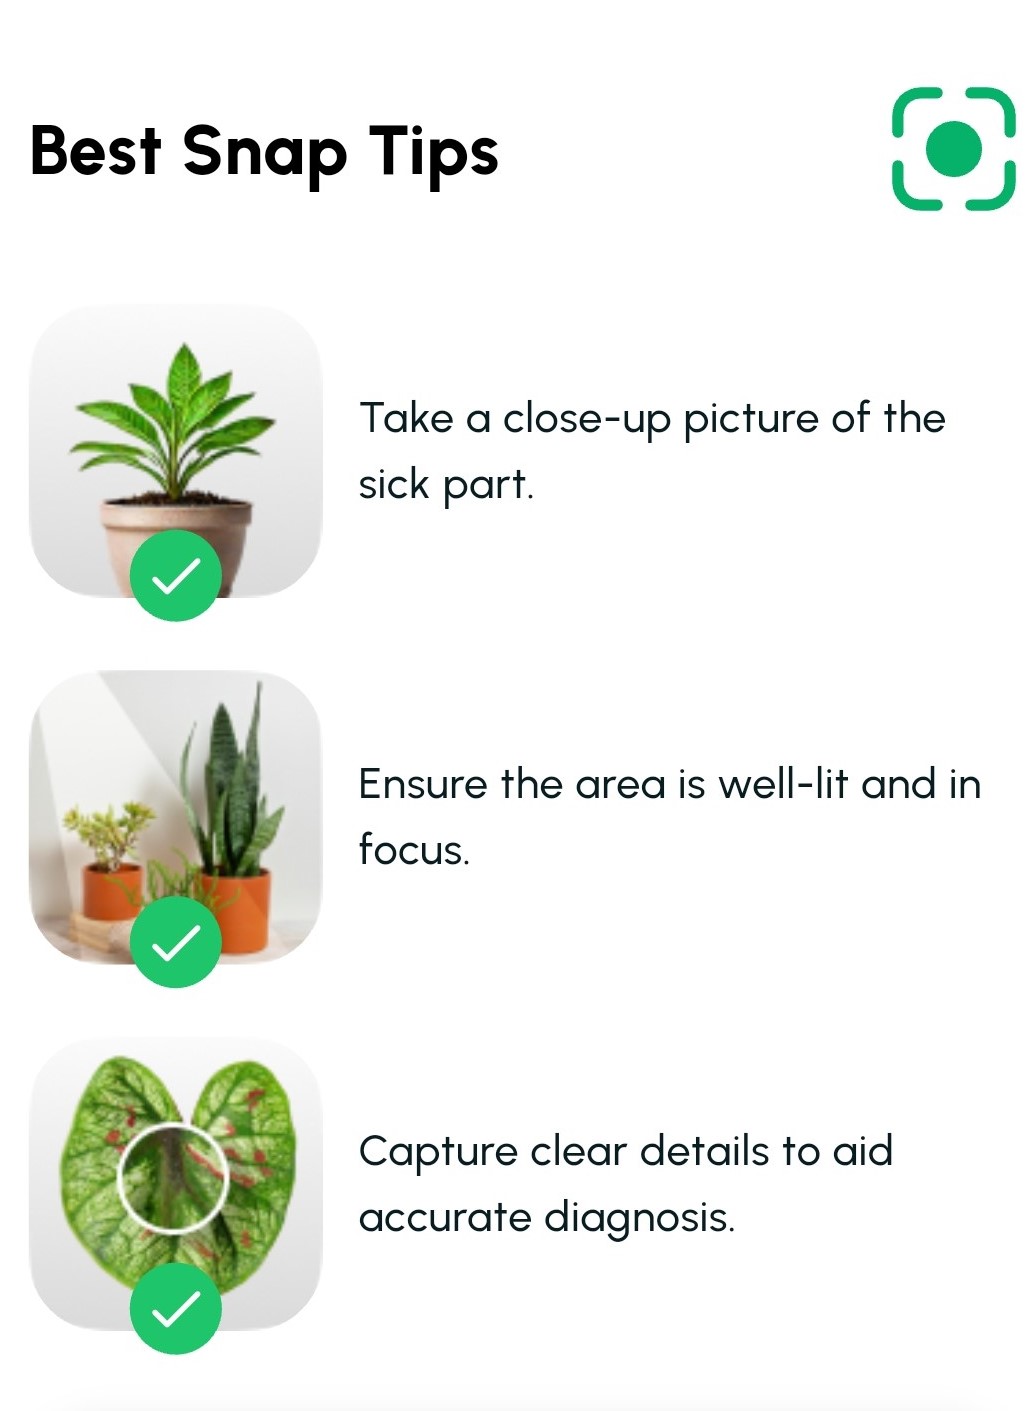 Best Snap Tips
Take a close-up picture of the
sick part.
Ensure the area is well-lit and in
focus.
Capture clear details to aid
accurate diagnosis.